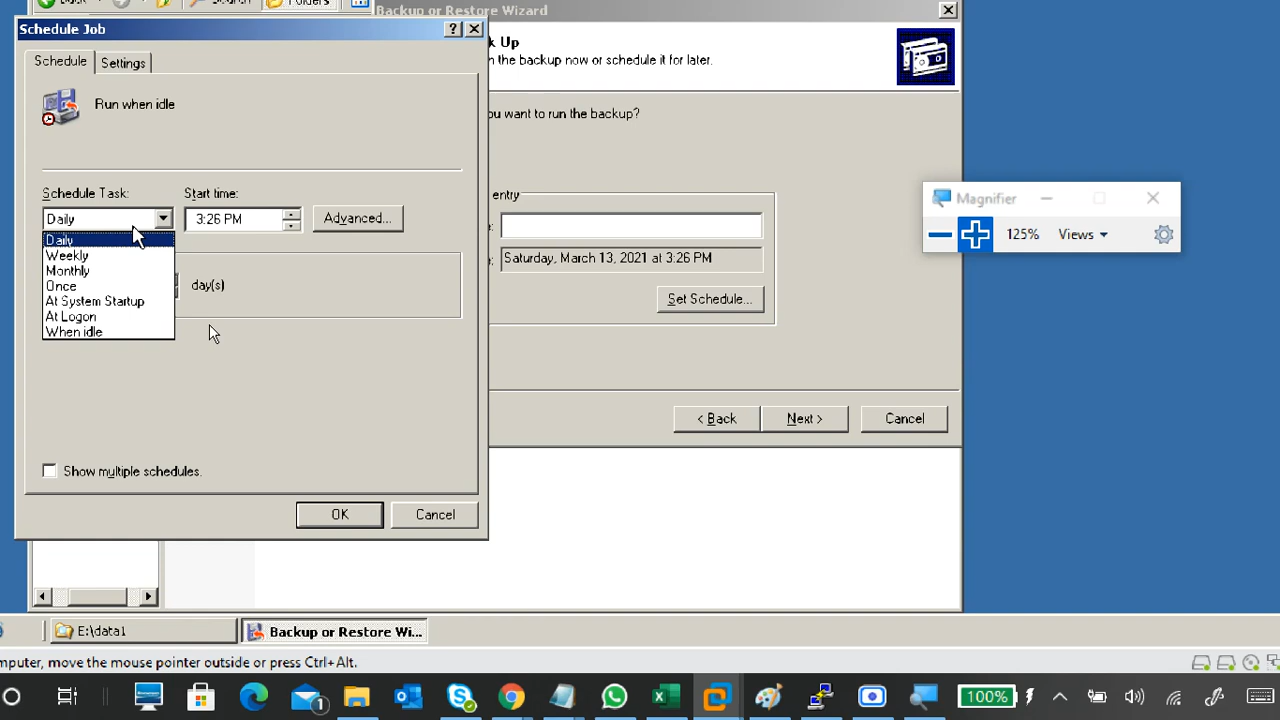 Back
Search
Folders
Backup or Restore Wizard
Schedule Job
k Up
n the backup now or schedule it for later.
Schedule
Settings
Run when idle
ou want to run the backup?
Schedule Task:
Start time:
entry
Daily
3:26 PM
Advanced...
e:
Daily
Weekly
Monthly
Once
At System Startup
At Logon
When idle
day(s)
e:
Saturday, March 13, 2021 at 3:26 PM
Set Schedule...
Magnifier
125%
Views
< Back
Next >
Cancel
Show multiple schedules.
OK
Cancel
E:\data1
Backup or Restore Wi...
mputer, move the mouse pointer outside or press Ctrl+Alt.
1
100%